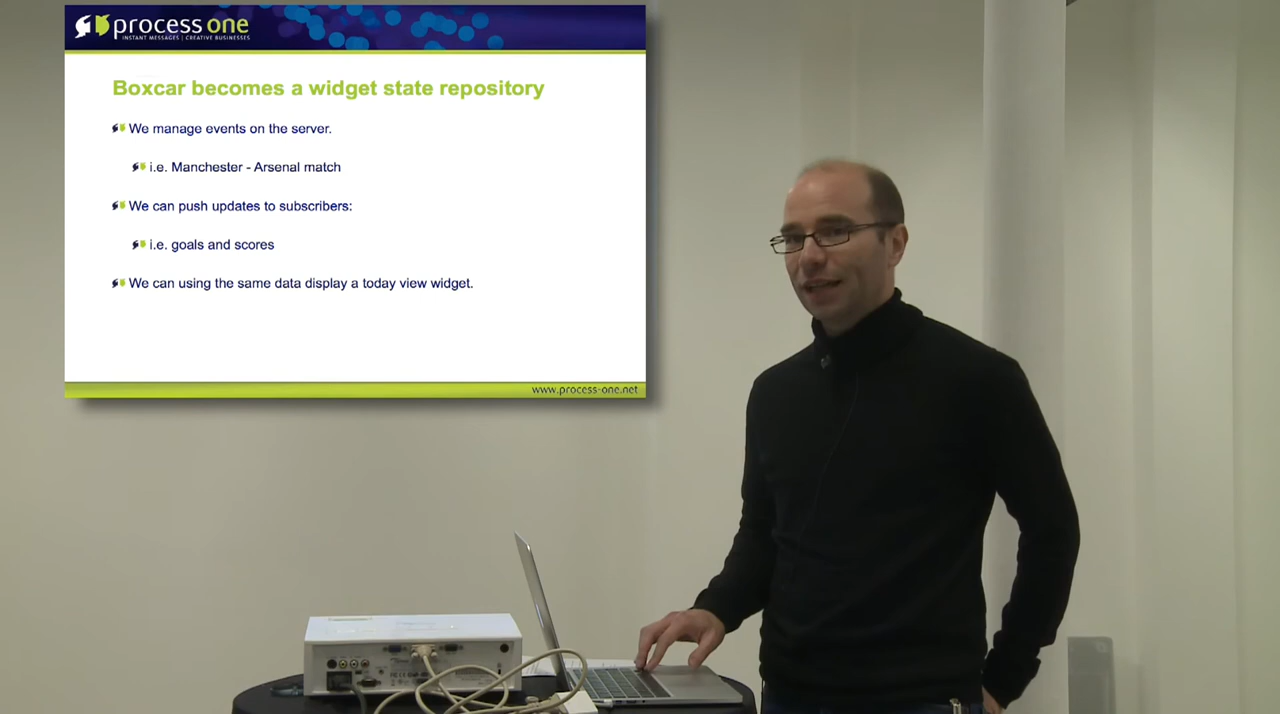 process one
INSTANT MESSAGES | CREATIVE BUSINESSES
Boxcar becomes a widget state repository
We manage events on the server.
i.e. Manchester - Arsenal match
We can push updates to subscribers:
i.e. goals and scores
We can using the same data display a today view widget.
www.process-one.net